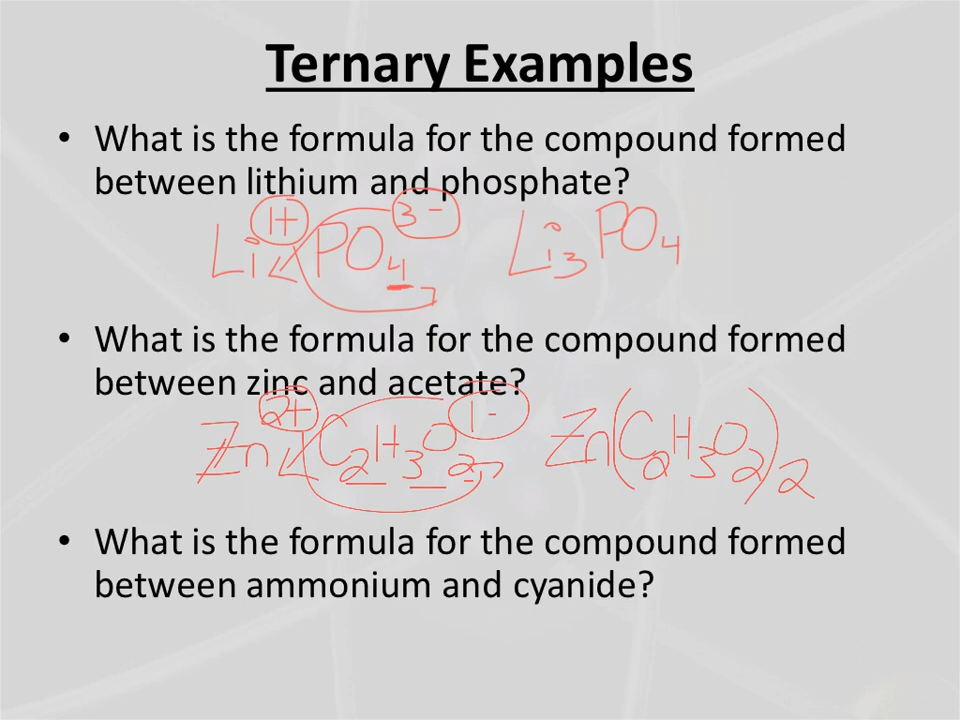 Ternary Examples
• What is the formula for the compound formed
between lithium and phosphate?
Li 1+ PO4 3- Li3PO4
• What is the formula for the compound formed
between zinc and acetate?
Zn 2+ C2H3O2 1- Zn(C2H3O2)2
• What is the formula for the compound formed
between ammonium and cyanide?